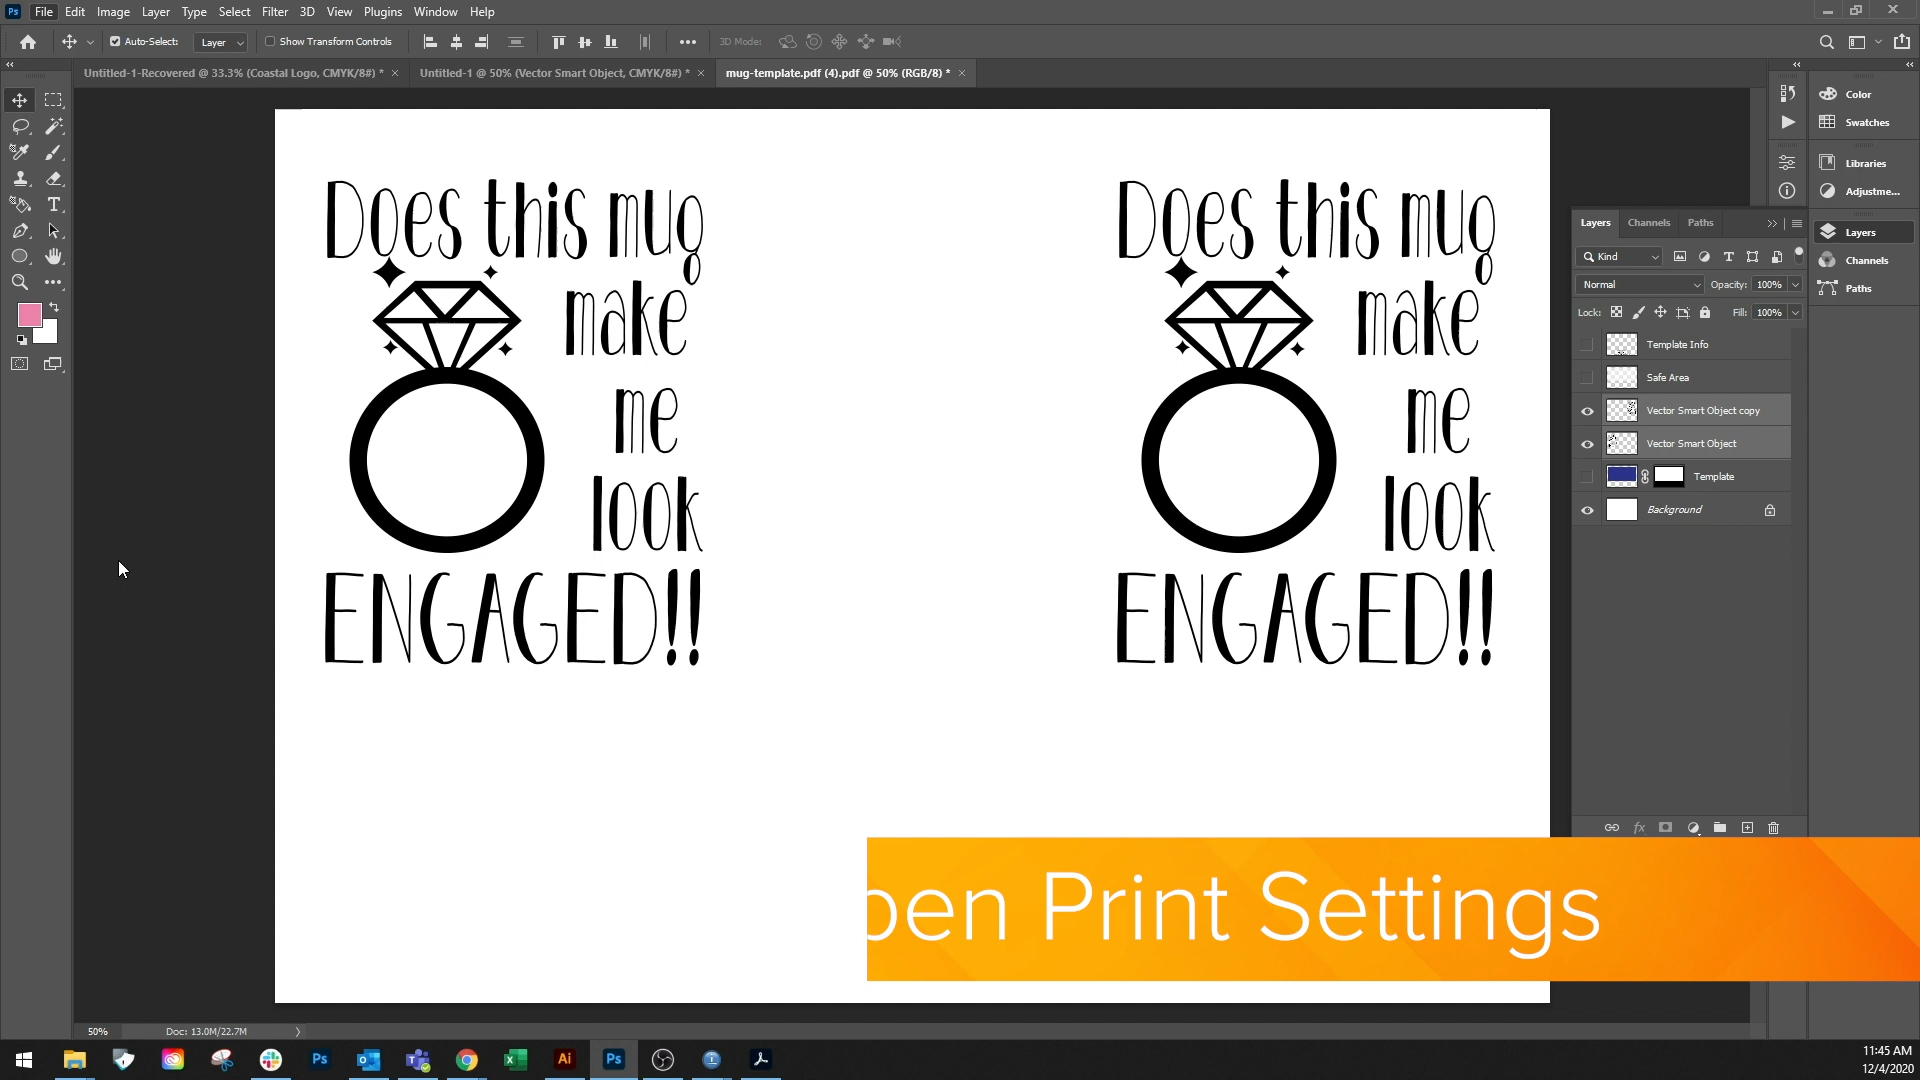 Ps File Edit Image Layer Type Select Filter 3D View Plugins Window Help
Auto-Select: Layer Show Transform Controls 3D Mode:
Untitled-1-Recovered @ 33.3% (Coastal Logo, CMYK/8#) * Untitled-1 @ 50% (Vector Smart Object, CMYK/8#) * mug-template.pdf (4).pdf @ 50% (RGB/8) *
Does this mug
make
me
look
ENGAGED!!
Does this mug
make
me
look
ENGAGED!!
Color
Swatches
Libraries
Adjustme...
Layers
Channels
Paths
Layers Channels Paths
Kind
Normal Opacity: 100%
Lock: Fill: 100%
Template Info
Safe Area
Vector Smart Object copy
Vector Smart Object
Template
Background
fx
pen Print Settings
50% Doc: 13.0M/22.7M
Ps Ai Ps
11:45 AM
12/4/2020